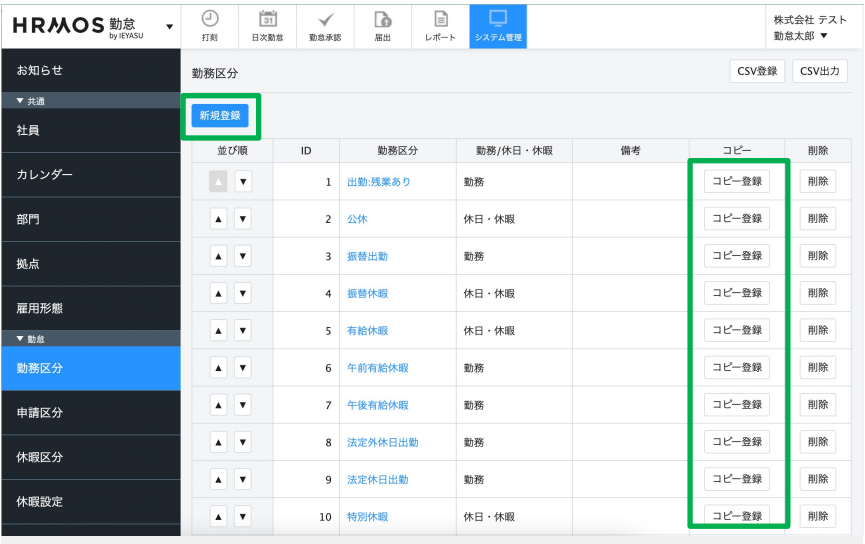 HRMOS 勤怠 ▼
by IEYASU
打刻
31
日次勤怠
勤怠承認
届出
レポート
システム管理
株式会社 テスト
勤怠太郎 ▼
お知らせ
▼ 共通
社員
カレンダー
部門
拠点
雇用形態
▼ 勤怠
勤務区分
申請区分
休暇区分
休暇設定
勤務区分
CSV登録 CSV出力
新規登録
並び順 ID 勤務区分 勤務/休日・休暇 備考 コピー 削除
▲ ▼ 1 出勤:残業あり 勤務 コピー登録 削除
▲ ▼ 2 公休 休日・休暇 コピー登録 削除
▲ ▼ 3 振替出勤 勤務 コピー登録 削除
▲ ▼ 4 振替休暇 休日・休暇 コピー登録 削除
▲ ▼ 5 有給休暇 休日・休暇 コピー登録 削除
▲ ▼ 6 午前有給休暇 勤務 コピー登録 削除
▲ ▼ 7 午後有給休暇 勤務 コピー登録 削除
▲ ▼ 8 法定外休日出勤 勤務 コピー登録 削除
▲ ▼ 9 法定休日出勤 勤務 コピー登録 削除
▲ ▼ 10 特別休暇 休日・休暇 コピー登録 削除